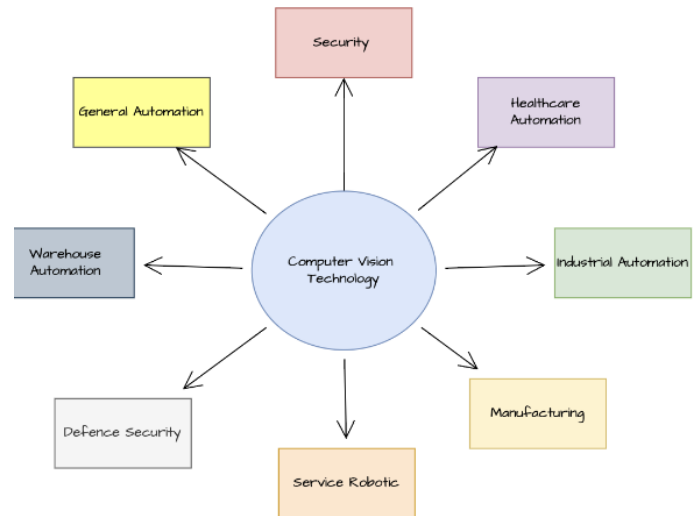 Security
General Automation
Healthcare
Automation
Warehouse
Automation
Computer Vision
Technology
Industrial Automation
Defence Security
Manufacturing
Service Robotic